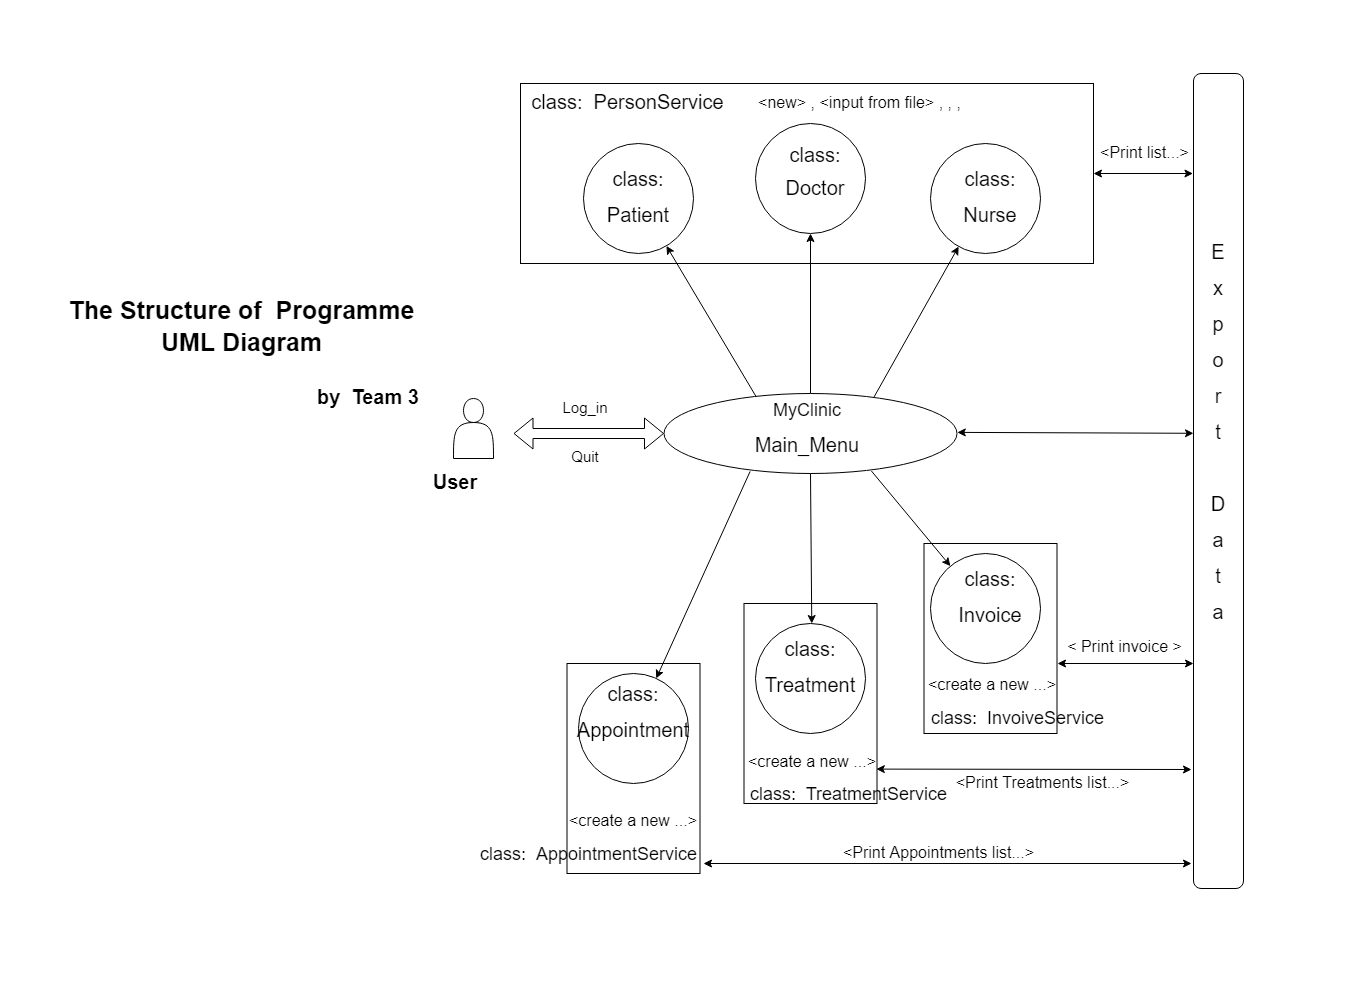 class:  PersonService
<new> , <input from file> , , ,
class:
Patient
class:
Doctor
class:
Nurse
<Print list...>
The Structure of  Programme
UML Diagram
by  Team 3
User
Log_in
Quit
MyClinic
Main_Menu
Export Data
class:
Invoice
<create a new ...>
class:  InvoiveService
< Print invoice >
class:
Treatment
<create a new ...>
class:  TreatmentService
<Print Treatments list...>
class:
Appointment
<create a new ...>
class:  AppointmentService
<Print Appointments list...>